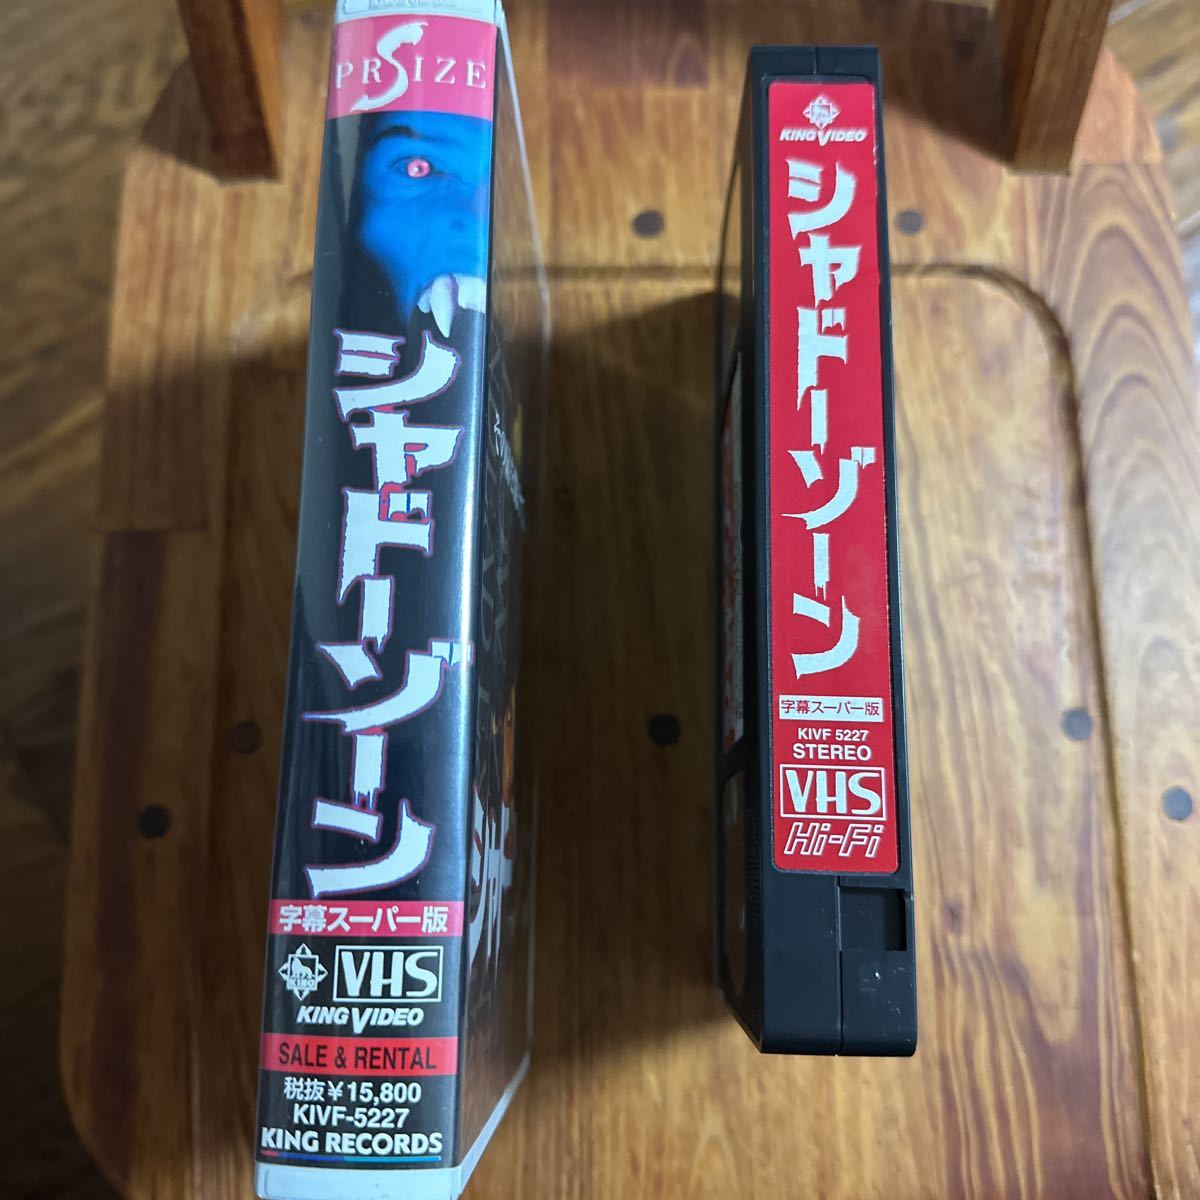 PRSIZE
シャドーゾーン
字幕スーパー版
KING
VHS
KING VIDEO
SALE & RENTAL
税抜¥15,800
KIVF-5227
KING RECORDS
KING VIDEO
シャドーゾーン
字幕スーパー版
KIVF 5227
STEREO
VHS
Hi-Fi